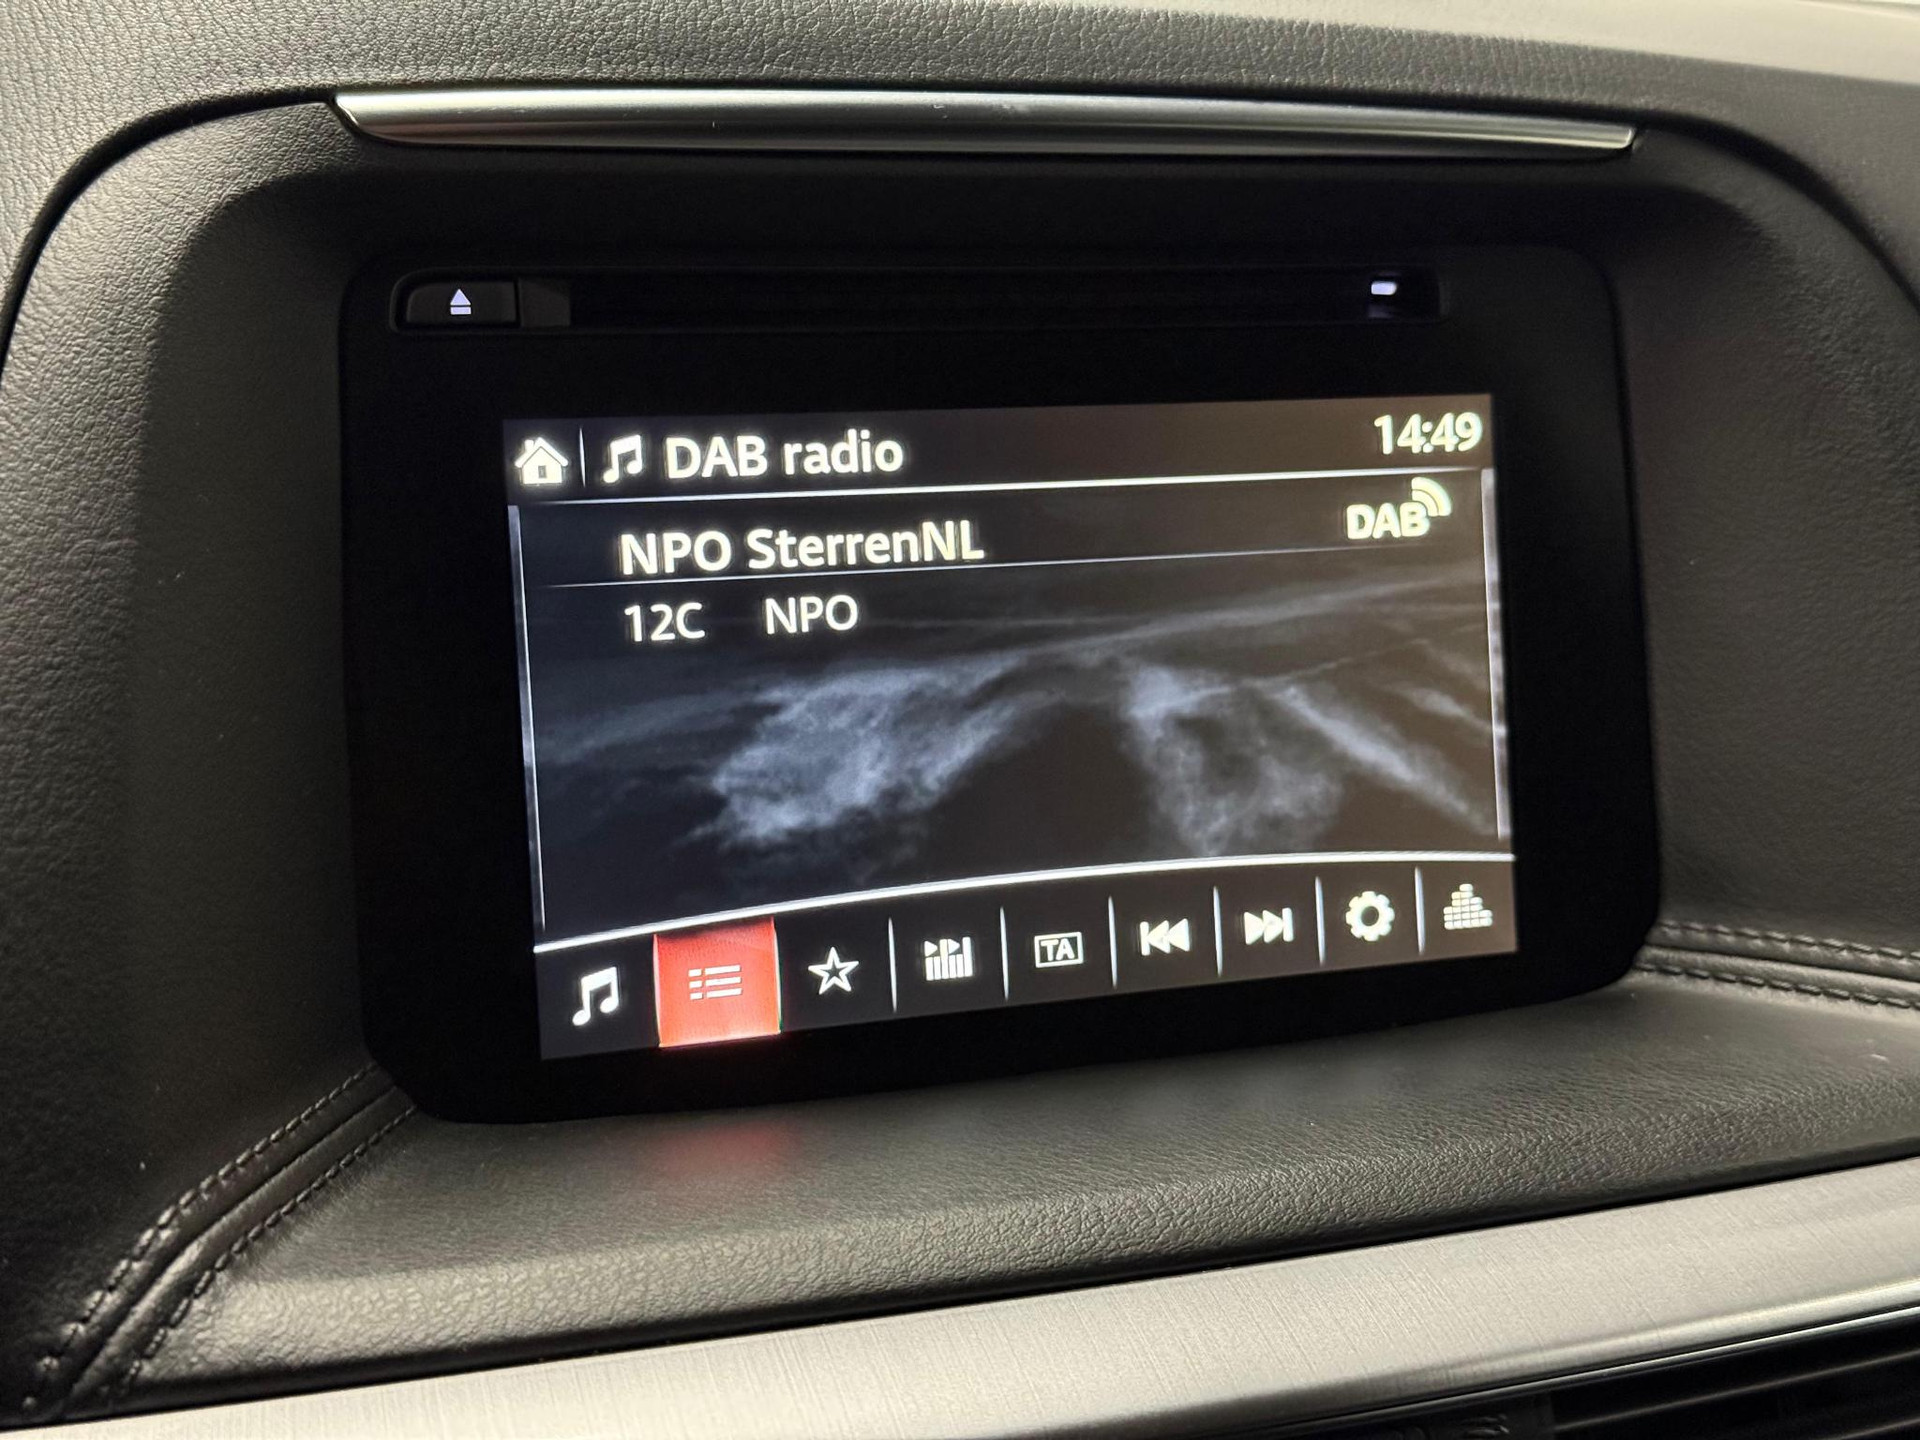 DAB radio 14:49
NPO SterrenNL DAB
12C NPO
TA